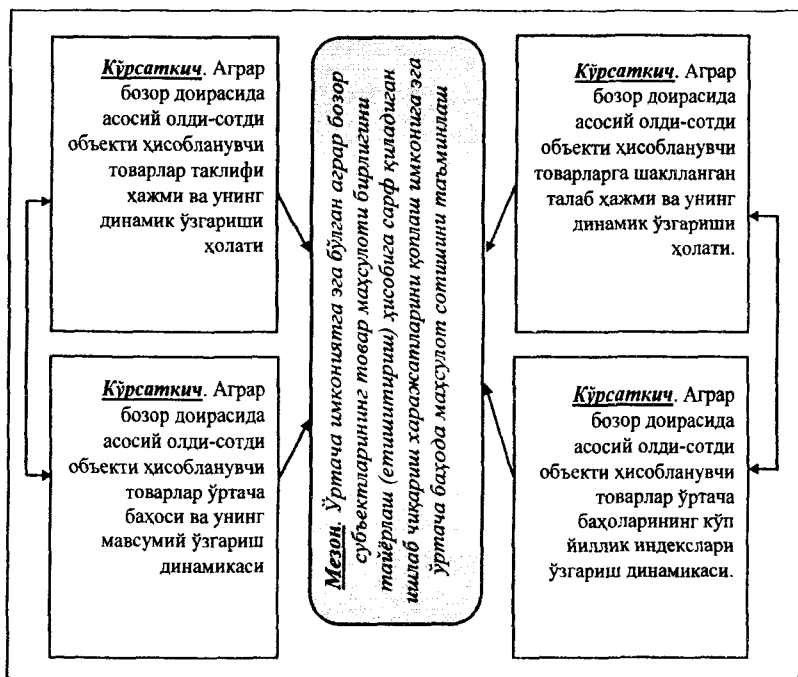 Кўрсаткич. Аграр
бозор доирасида
асосий олди-сотди
объекти ҳисобланувчи
товарлар таклифи
ҳажми ва унинг
динамик ўзгариши
ҳолати
Кўрсаткич. Аграр
бозор доирасида
асосий олди-сотди
объекти ҳисобланувчи
товарлар ўртача
баҳоси ва унинг
мавсумий ўзгариш
динамикаси
Мезон. Ўртача имкониятга эга бўлган аграр бозор
субъектларининг товар маҳсулоти бирлигини
тайёрлаш (етишитириш) ҳисобига сарф қиладиган
ишлаб чиқариш харажатларини қоплаш имконига эга
ўртача баҳода маҳсулот сотишини таъминлаш
Кўрсаткич. Аграр
бозор доирасида
асосий олди-сотди
объекти ҳисобланувчи
товарларга шаклланган
талаб ҳажми ва унинг
динамик ўзгариши
ҳолати.
Кўрсаткич. Аграр
бозор доирасида
асосий олди-сотди
объекти ҳисобланувчи
товарлар ўртача
баҳоларининг кўп
йиллик индекслари
ўзгариш динамикаси.